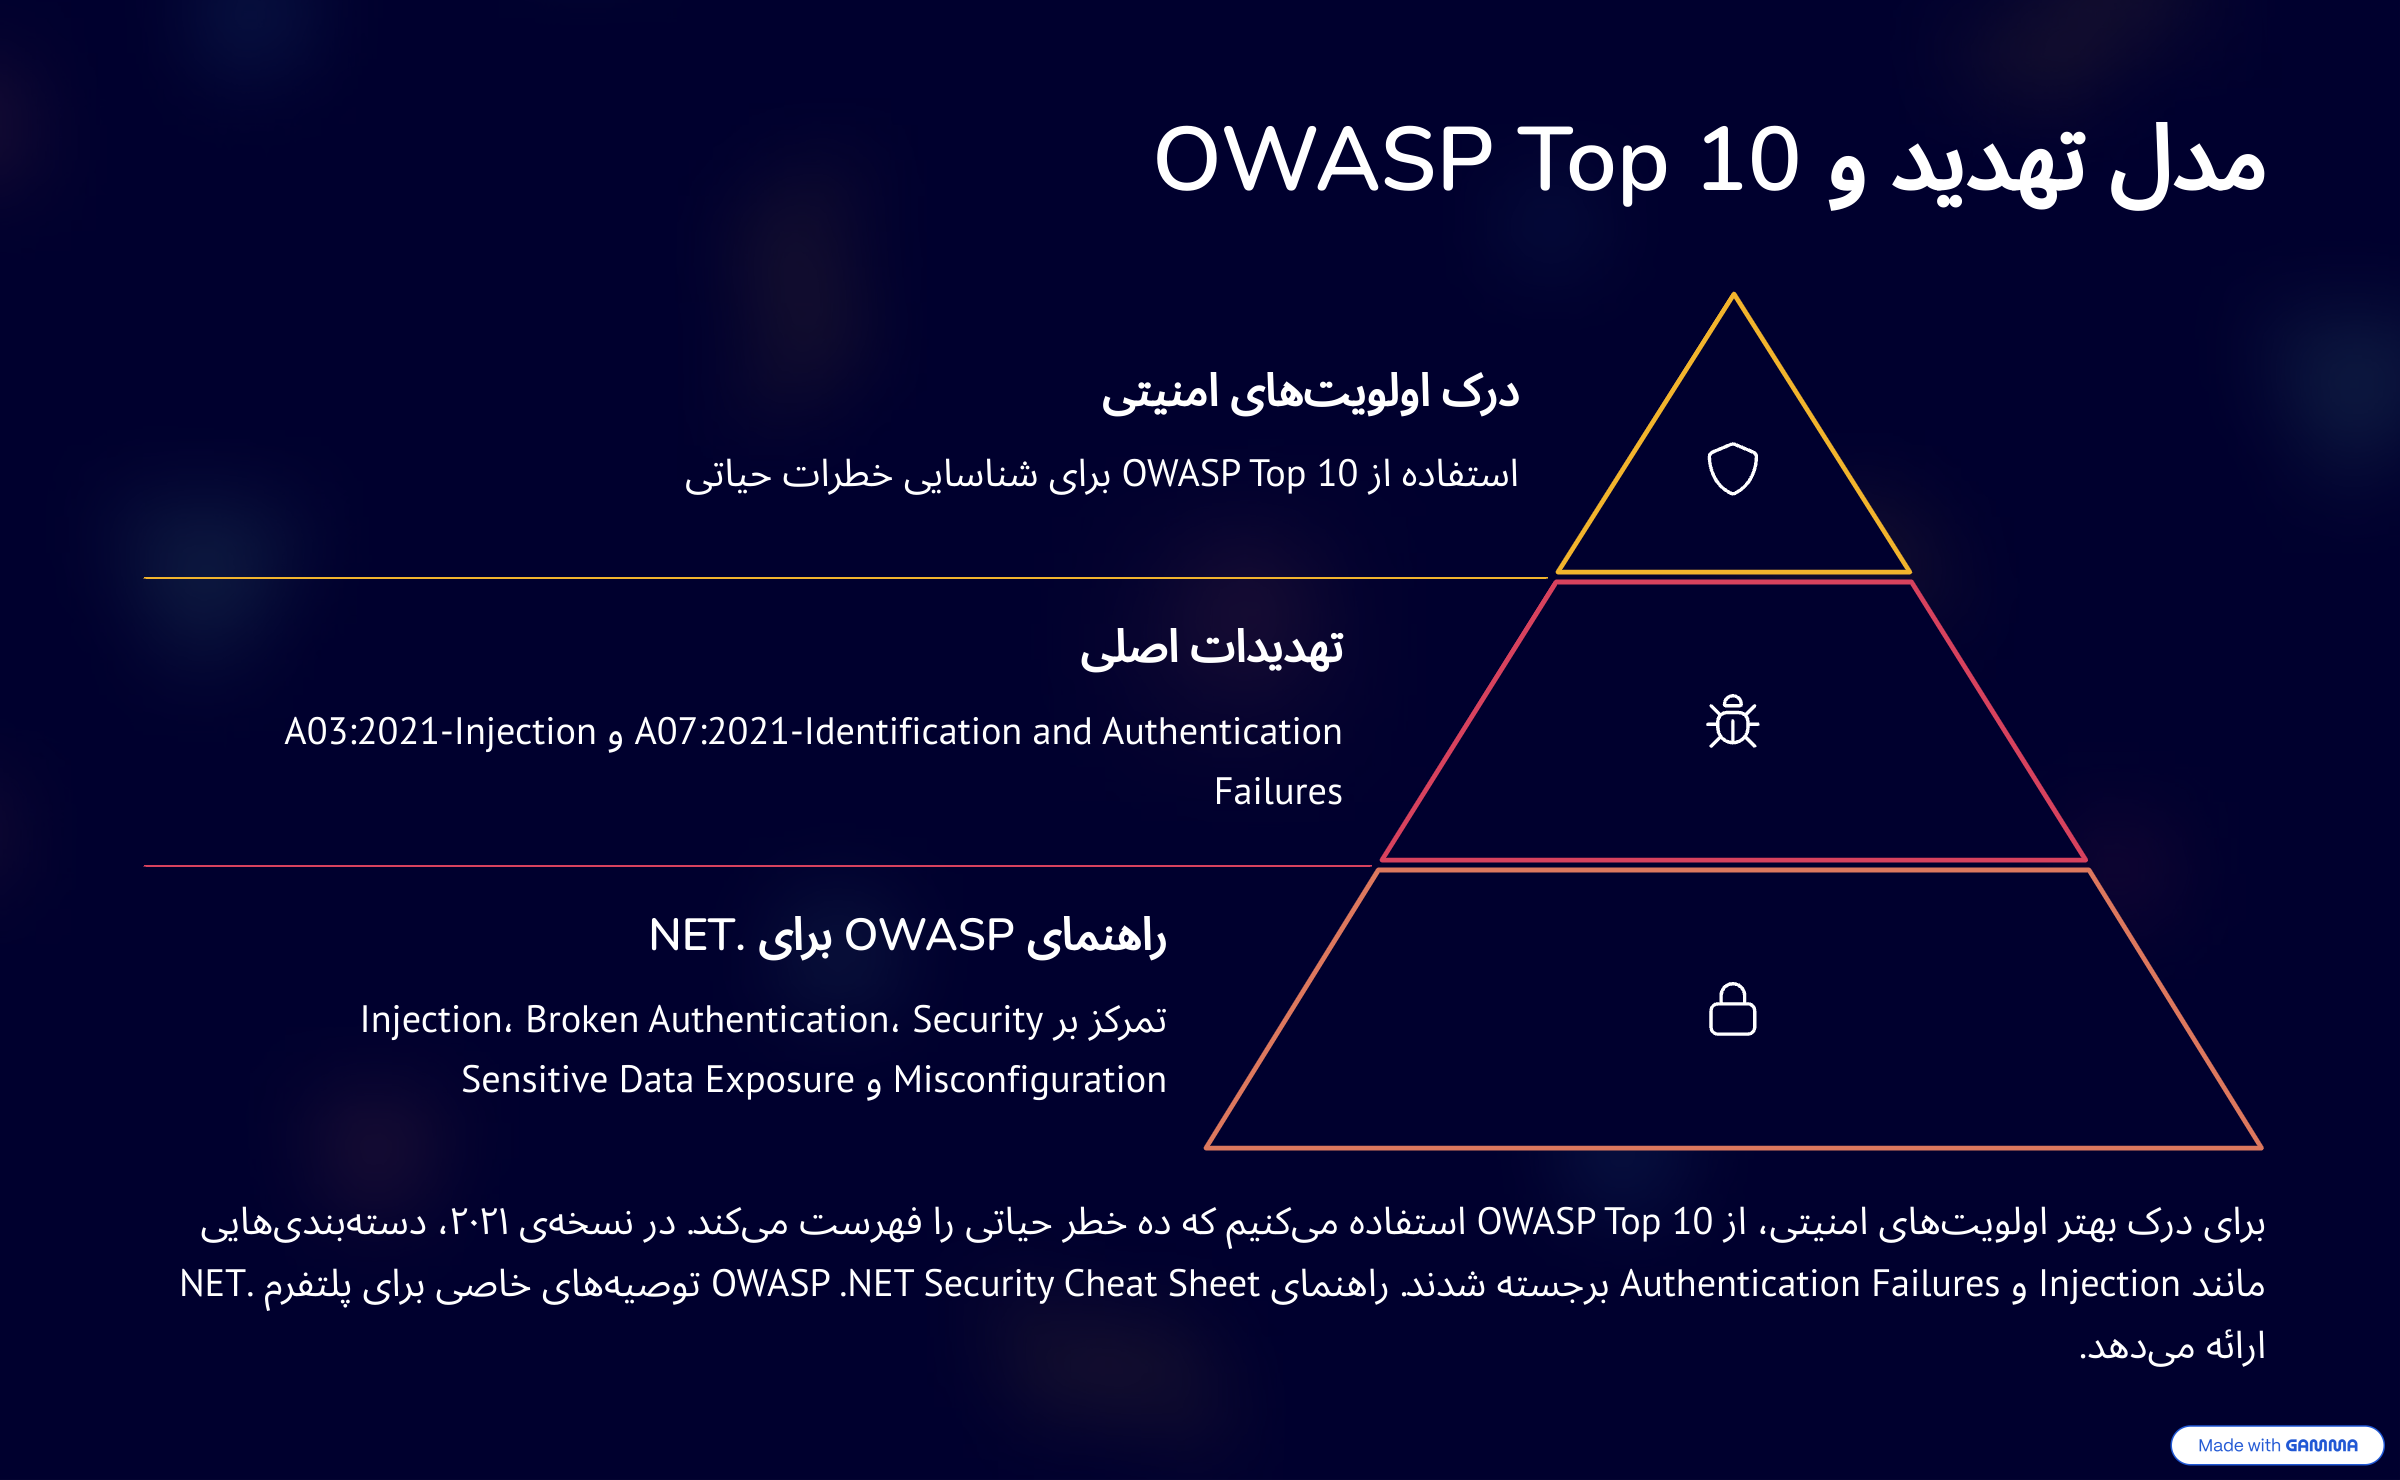 مدل تهدید و OWASP Top 10
درک اولویت‌های امنیتی
استفاده از OWASP Top 10 برای شناسایی خطرات حیاتی
تهدیدات اصلی
A03:2021-Injection و A07:2021-Identification and Authentication
Failures
راهنمای OWASP برای .NET
تمرکز بر Injection، Broken Authentication، Security
Misconfiguration و Sensitive Data Exposure
برای درک بهتر اولویت‌های امنیتی، از OWASP Top 10 استفاده می‌کنیم که ده خطر حیاتی را فهرست می‌کند. در نسخه‌ی ۲۰۲۱، دسته‌بندی‌هایی
مانند Injection و Authentication Failures برجسته شدند. راهنمای OWASP .NET Security Cheat Sheet توصیه‌های خاصی برای پلتفرم .NET
ارائه می‌دهد.
Made with GAMMA